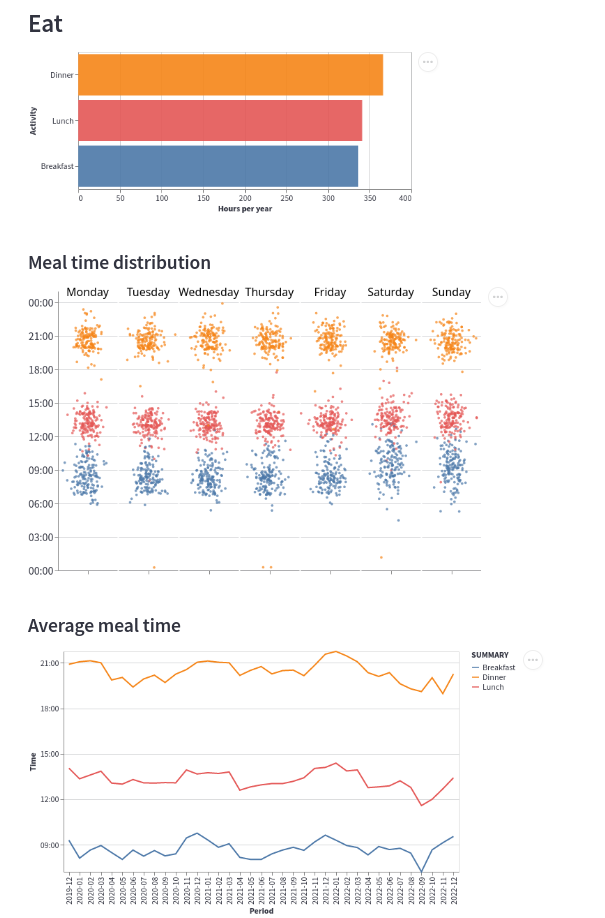 Eat
Dinner
Lunch
Breakfast
Activity
0 50 100 150 200 250 300 350 400
Hours per year
Meal time distribution
Monday Tuesday Wednesday Thursday Friday Saturday Sunday
00:00
21:00
18:00
15:00
12:00
09:00
06:00
03:00
00:00
Average meal time
SUMMARY
Breakfast
Dinner
Lunch
21:00
18:00
15:00
12:00
09:00
Time
2019-12 2020-01 2020-02 2020-03 2020-04 2020-05 2020-06 2020-07 2020-08 2020-09 2020-10 2020-11 2020-12 2021-01 2021-02 2021-03 2021-04 2021-05 2021-06 2021-07 2021-08 2021-09 2021-10 2021-11 2021-12 2022-01 2022-02 2022-03 2022-04 2022-05 2022-06 2022-07 2022-08 2022-09 2022-10 2022-11 2022-12
Period